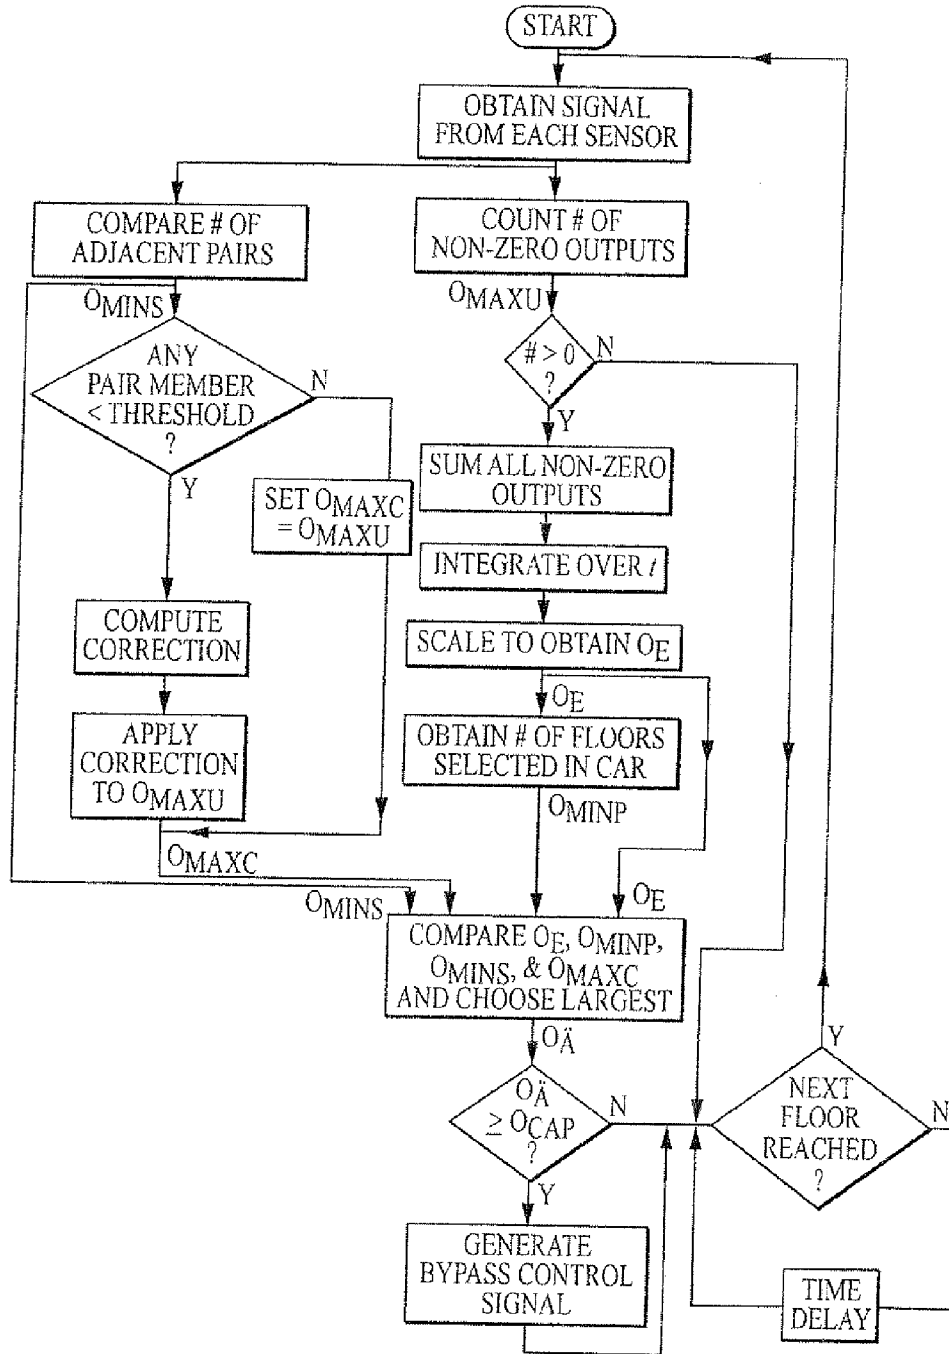 START
OBTAIN SIGNAL
FROM EACH SENSOR
COMPARE # OF
ADJACENT PAIRS
COUNT # OF
NON-ZERO OUTPUTS
OMINS
OMAXU
ANY
PAIR MEMBER
< THRESHOLD
?
N
Y
# > 0
?
N
Y
SET OMAXC
= OMAXU
SUM ALL NON-ZERO
OUTPUTS
INTEGRATE OVER t
SCALE TO OBTAIN OE
OE
COMPUTE
CORRECTION
APPLY
CORRECTION
TO OMAXU
OBTAIN # OF FLOORS
SELECTED IN CAR
OMINP
OMAXC
OMINS
OE
COMPARE OE, OMINP,
OMINS, & OMAXC
AND CHOOSE LARGEST
OÄ
OÄ
≥ OCAP
?
N
Y
NEXT
FLOOR
REACHED
?
Y
N
GENERATE
BYPASS CONTROL
SIGNAL
TIME
DELAY